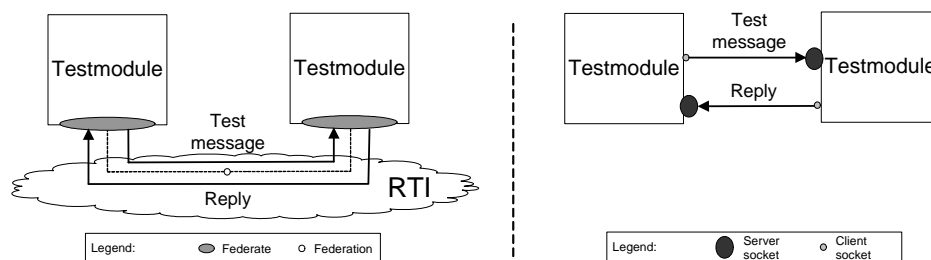 Testmodule
Testmodule
Test
message
RTI
Reply
Legend:
Federate
Federation
Test
message
Testmodule
Testmodule
Reply
Legend:
Server
socket
Client
socket